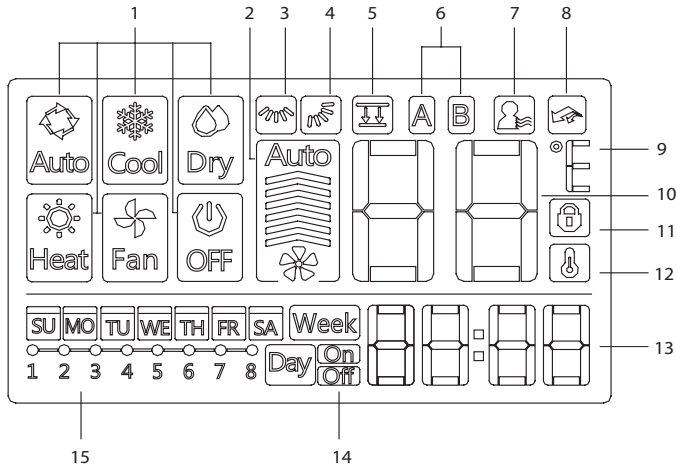 1 2 3 4 5 6 7 8
Auto Cool Dry Auto A B
9
10
11
Heat Fan OFF
12
SU MO TU WE TH FR SA Week 88:88 13
1 2 3 4 5 6 7 8 Day On
Off
15 14